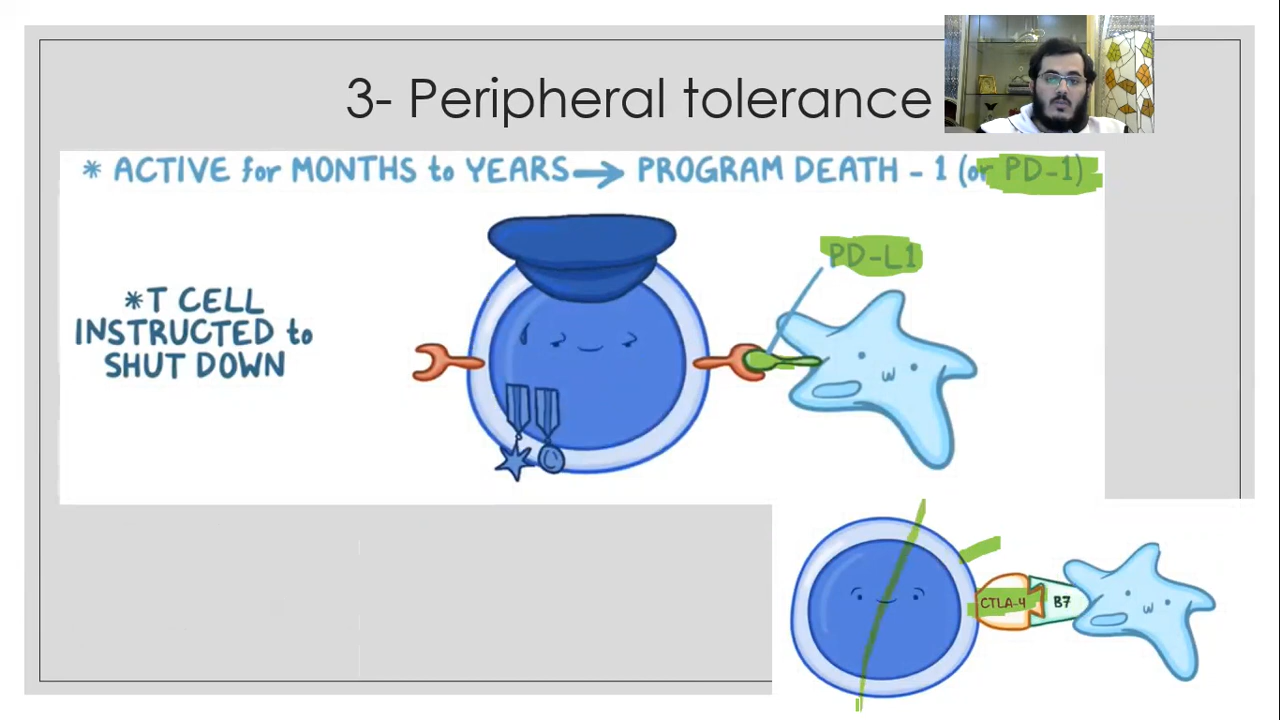 3- Peripheral tolerance
* ACTIVE for MONTHS to YEARS → PROGRAM DEATH - 1 (or PD-1)
PD-L1
*T CELL
INSTRUCTED to
SHUT DOWN
CTLA-4 B7